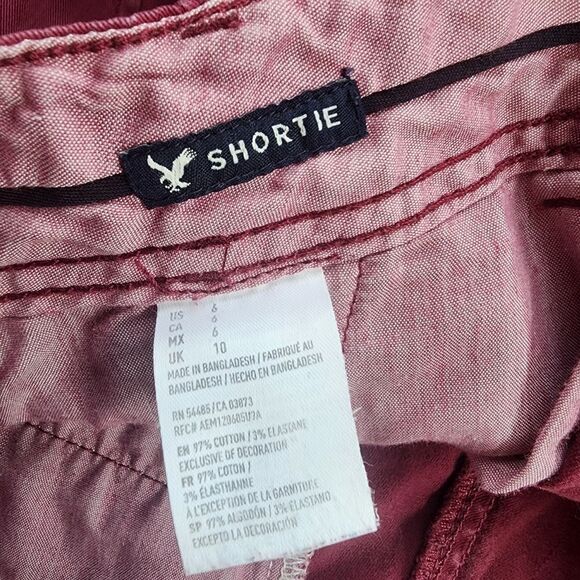 SHORTIE
US 6
CA 6
MX 6
UK 10
MADE IN BANGLADESH / FABRIQUÉ AU
BANGLADESH / HECHO EN BANGLADESH
RN 54485/CA 03873
RFC# AEM120605U7A
EN 97% COTTON / 3% ELASTANE
EXCLUSIVE OF DECORATION
FR 97% COTON /
3% ÉLASTHANNE
À L'EXCEPTION DE LA GARNITURE
SP 97% ALGODÓN / 3% ELASTANO
EXCEPTO LA DECORACIÓN